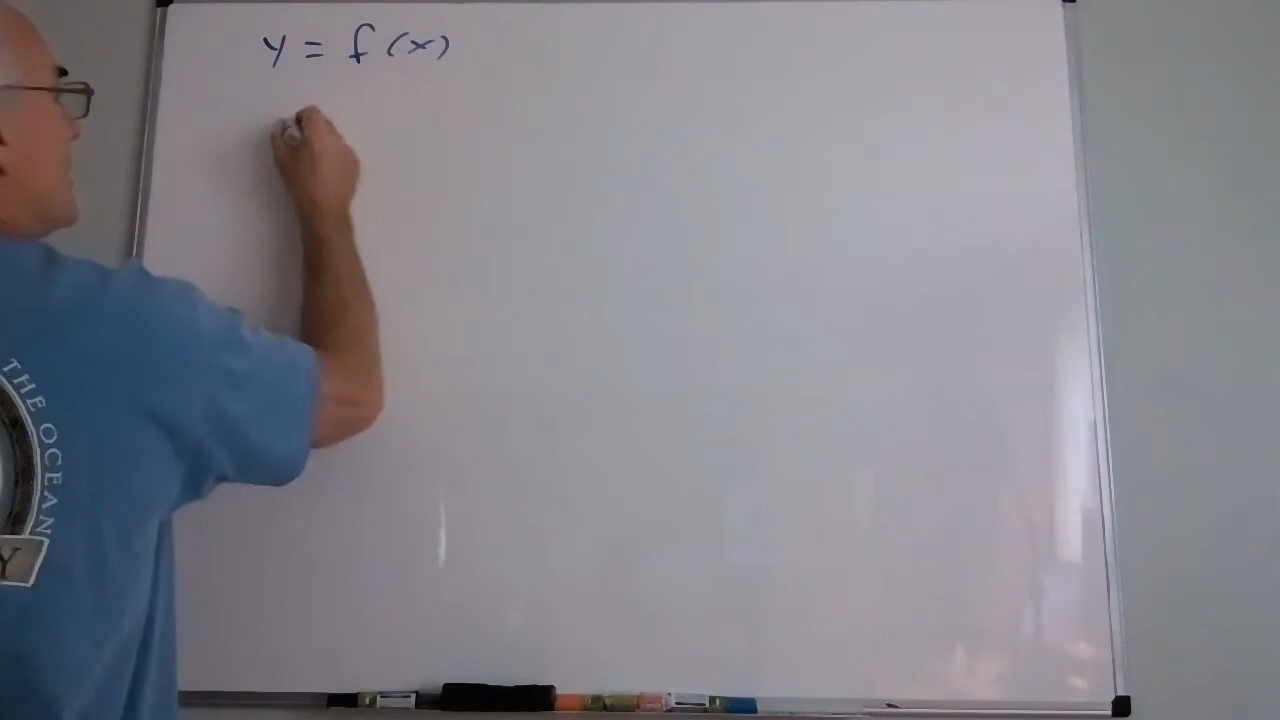 y = f(x)
THE OCEAN
Y